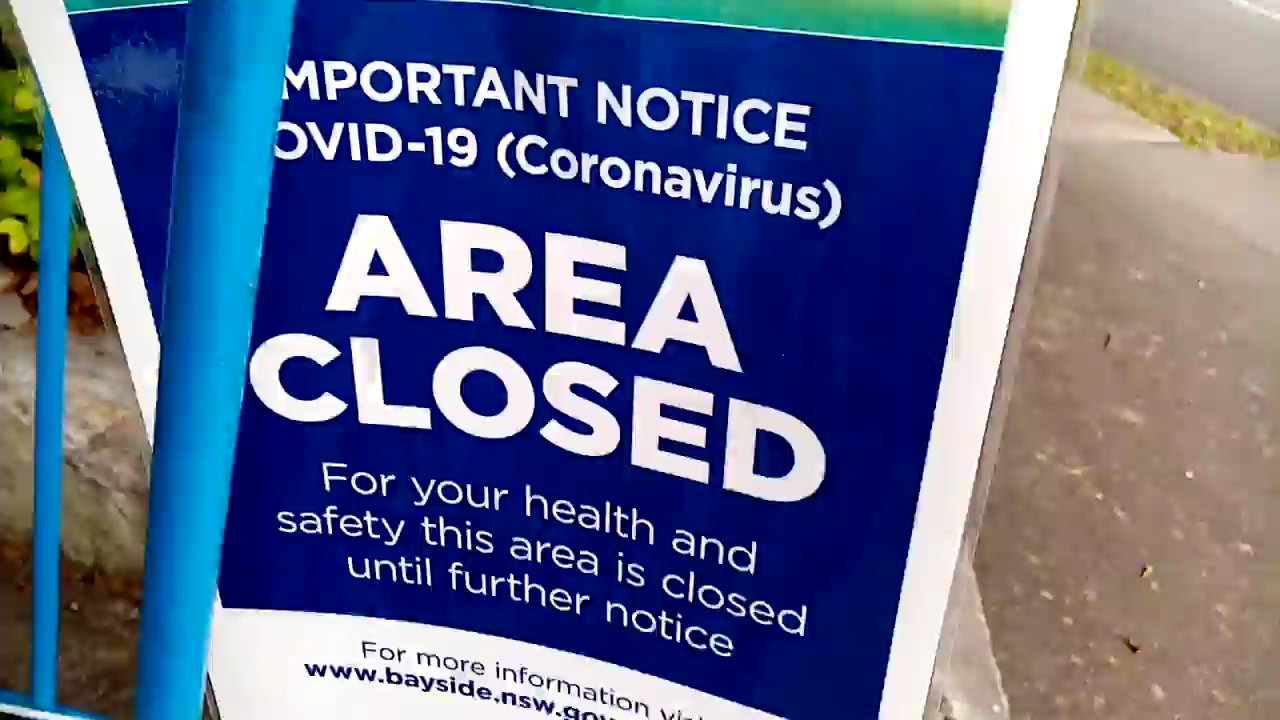 MPORTANT NOTICE
OVID-19 (Coronavirus)
AREA
CLOSED
For your health and
safety this area is closed
until further notice
For more information
www.bayside.nsw.gov